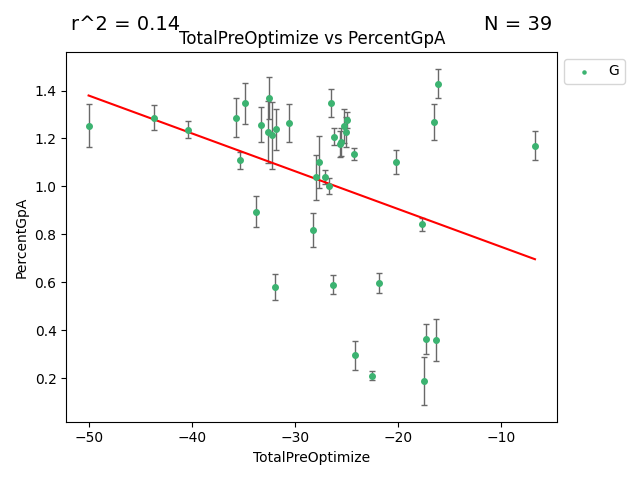 r^2 = 0.14
N = 39
TotalPreOptimize vs PercentGpA
G
PercentGpA
1.4
1.2
1.0
0.8
0.6
0.4
0.2
−50
−40
−30
−20
−10
TotalPreOptimize